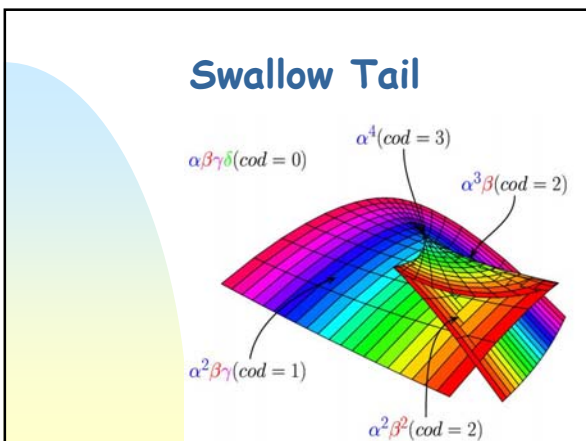 Swallow Tail
α⁴(cod = 3)
αβγδ(cod = 0)
α³β(cod = 2)
α²βγ(cod = 1)
α²β²(cod = 2)